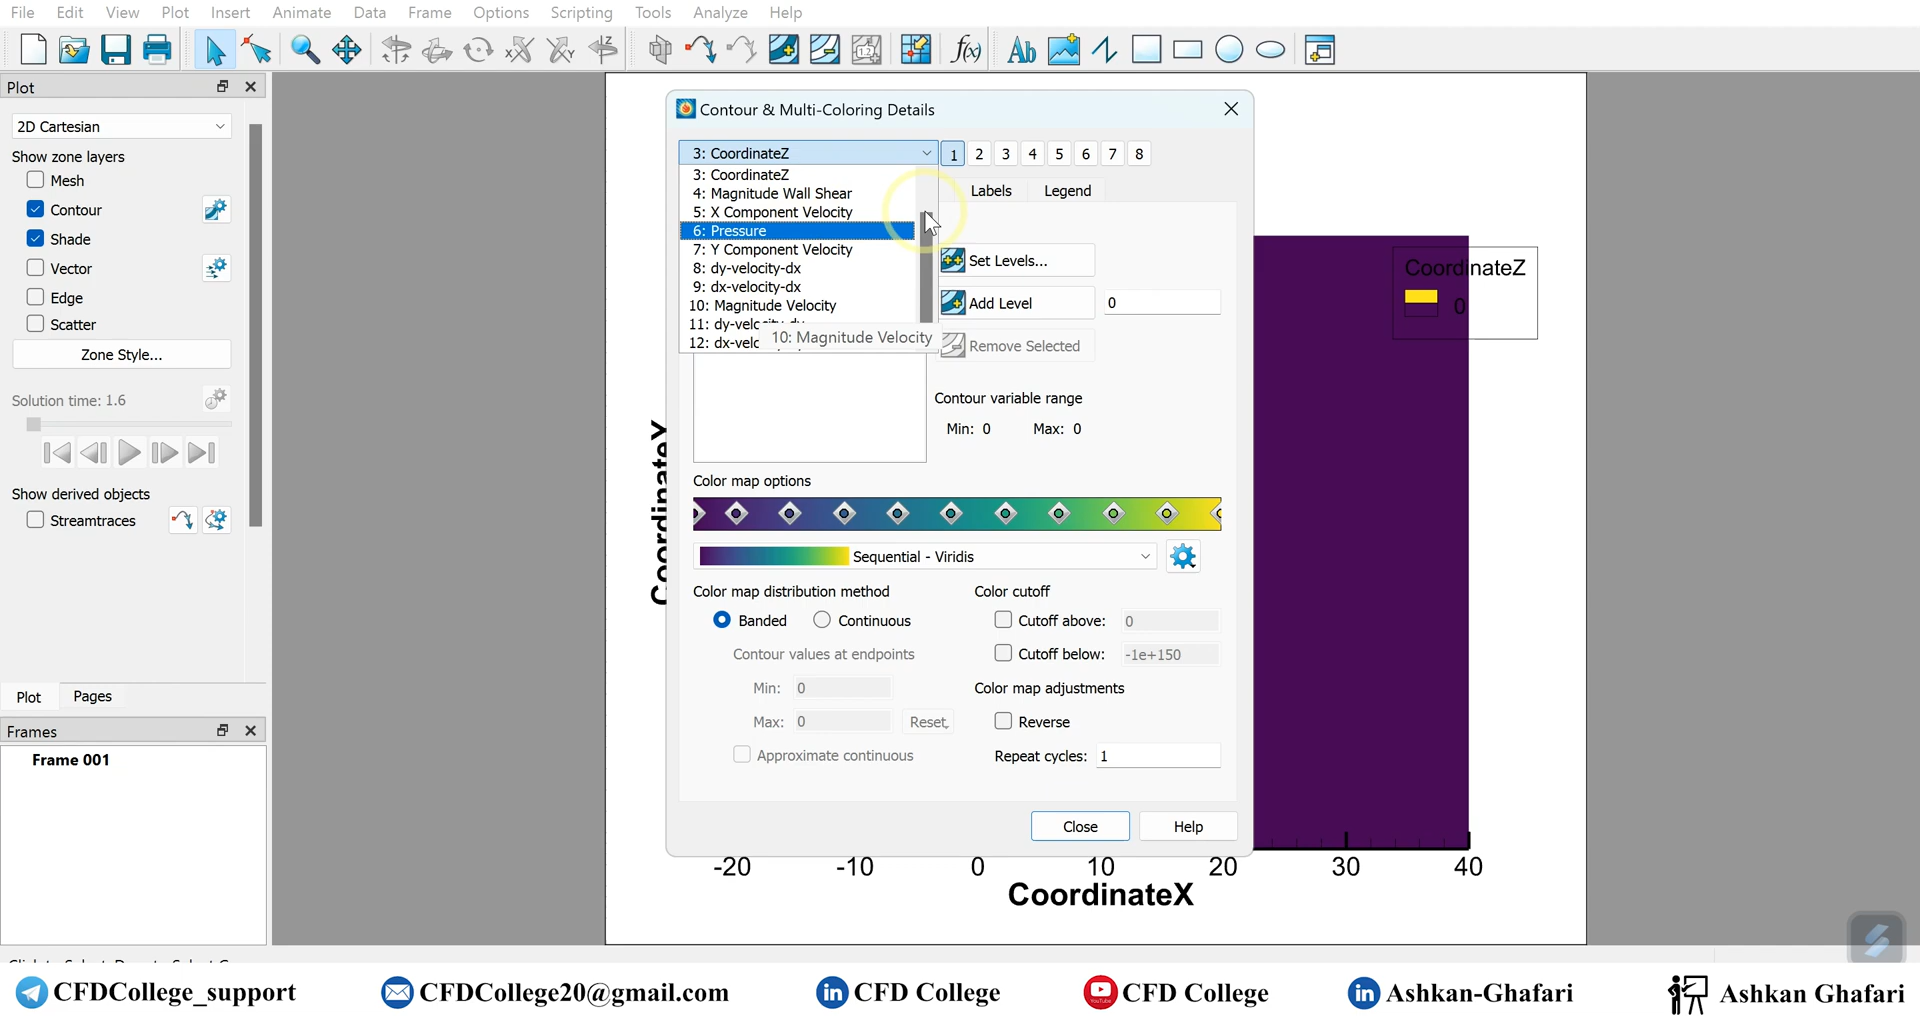 File Edit View Plot Insert Animate Data Frame Options Scripting Tools Analyze Help
Plot
2D Cartesian
Show zone layers
Mesh
Contour
Shade
Vector
Edge
Scatter
Zone Style...
Solution time: 1.6
Show derived objects
Streamtraces
Plot Pages
Frames
Frame 001
Contour & Multi-Coloring Details
3: CoordinateZ
1 2 3 4 5 6 7 8
3: CoordinateZ
4: Magnitude Wall Shear
5: X Component Velocity
6: Pressure
7: Y Component Velocity
8: dy-velocity-dx
9: dx-velocity-dx
10: Magnitude Velocity
11:
12:
10: Magnitude Velocity
Labels Legend
Set Levels...
Add Level 0
Remove Selected
Contour variable range
Min: 0 Max: 0
Color map options
Sequential - Viridis
Color map distribution method
Banded Continuous
Contour values at endpoints
Min: 0
Max: 0 Reset
Approximate continuous
Color cutoff
Cutoff above: 0
Cutoff below: -1e+150
Color map adjustments
Reverse
Repeat cycles: 1
Close Help
CoordinateZ
0
CoordinateY
-20 -10 0 10 20 30 40
CoordinateX
CFDCollege_support CFDCollege20@gmail.com CFD College CFD College Ashkan-Ghafari Ashkan Ghafari